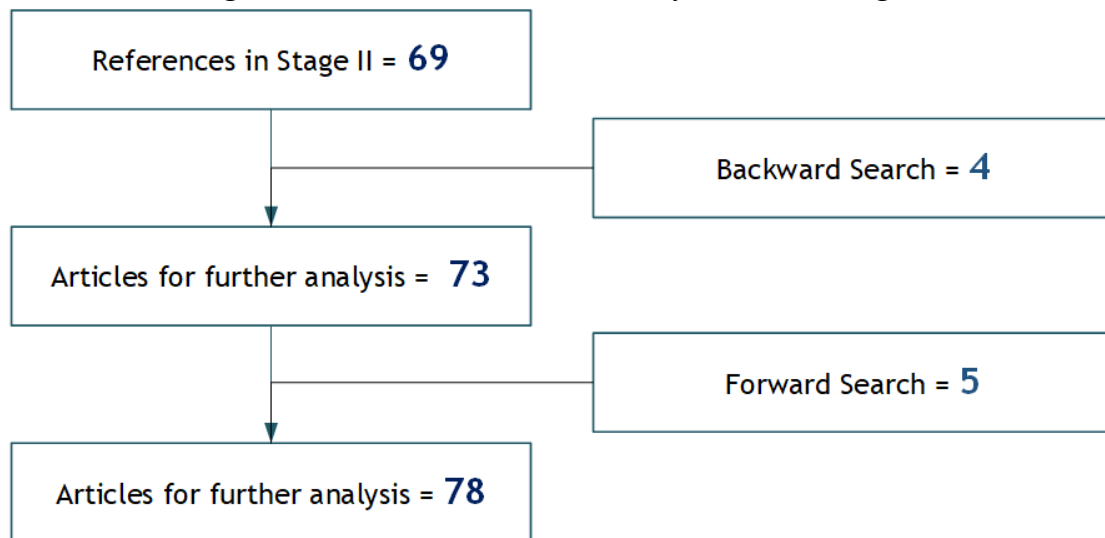 References in Stage II = 69
Backward Search = 4
Articles for further analysis = 73
Forward Search = 5
Articles for further analysis = 78